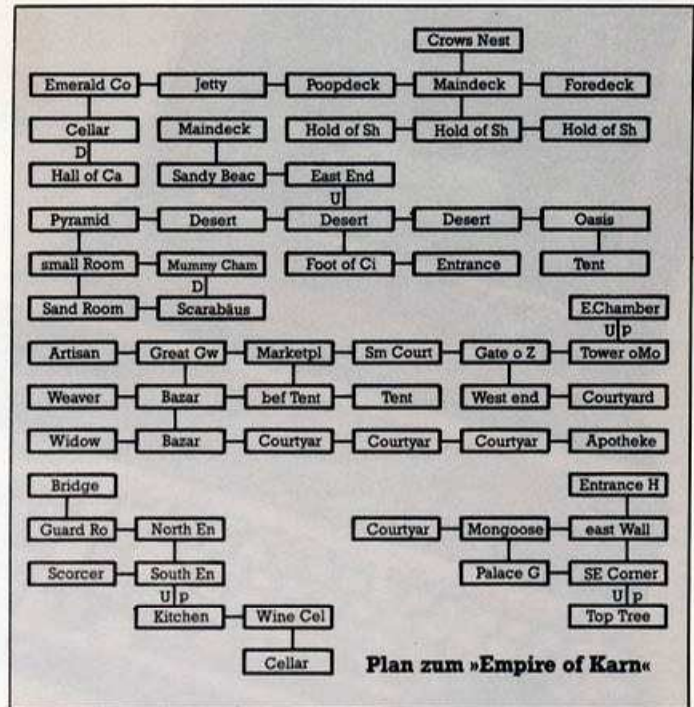 Crows Nest
Emerald Co Jetty Poopdeck Maindeck Foredeck
Cellar Maindeck Hold of Sh Hold of Sh Hold of Sh
D
Hall of Ca Sandy Beac East End
U
Pyramid Desert Desert Desert Oasis
small Room Mummy Cham Foot of Ci Entrance Tent
D
Sand Room Scarabäus E.Chamber
U p
Artisan Great Gw Marketpl Sm Court Gate o Z Tower oMo
Weaver Bazar bef Tent Tent West end Courtyard
Widow Bazar Courtyar Courtyar Courtyar Apotheke
Bridge Entrance H
Guard Ro North En Courtyar Mongoose east Wall
Scorcer South En Palace G SE Corner
U p U p
Kitchen Wine Cel Top Tree
Cellar Plan zum »Empire of Karn«